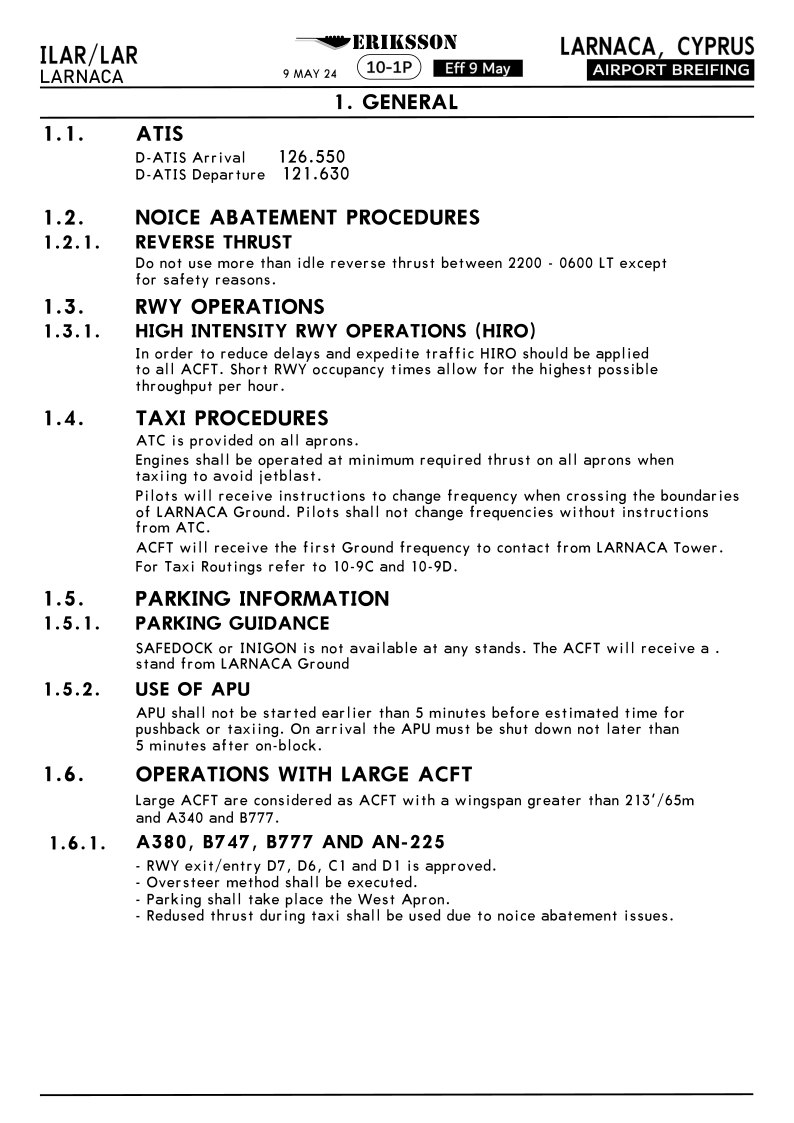 ILAR/LAR
LARNACA
ERIKSSON
9 MAY 24
10-1P
Eff 9 May
LARNACA, CYPRUS
AIRPORT BREIFING
1. GENERAL
1.1. ATIS
D-ATIS Arrival 126.550
D-ATIS Departure 121.630
1.2. NOICE ABATEMENT PROCEDURES
1.2.1. REVERSE THRUST
Do not use more than idle reverse thrust between 2200 - 0600 LT except
for safety reasons.
1.3. RWY OPERATIONS
1.3.1. HIGH INTENSITY RWY OPERATIONS (HIRO)
In order to reduce delays and expedite traffic HIRO should be applied
to all ACFT. Short RWY occupancy times allow for the highest possible
throughput per hour.
1.4. TAXI PROCEDURES
ATC is provided on all aprons.
Engines shall be operated at minimum required thrust on all aprons when
taxiing to avoid jetblast.
Pilots will receive instructions to change frequency when crossing the boundaries
of LARNACA Ground. Pilots shall not change frequencies without instructions
from ATC.
ACFT will receive the first Ground frequency to contact from LARNACA Tower.
For Taxi Routings refer to 10-9C and 10-9D.
1.5. PARKING INFORMATION
1.5.1. PARKING GUIDANCE
SAFEDOCK or INIGON is not available at any stands. The ACFT will receive a .
stand from LARNACA Ground
1.5.2. USE OF APU
APU shall not be started earlier than 5 minutes before estimated time for
pushback or taxiing. On arrival the APU must be shut down not later than
5 minutes after on-block.
1.6. OPERATIONS WITH LARGE ACFT
Large ACFT are considered as ACFT with a wingspan greater than 213'/65m
and A340 and B777.
1.6.1. A380, B747, B777 AND AN-225
- RWY exit/entry D7, D6, C1 and D1 is approved.
- Oversteer method shall be executed.
- Parking shall take place the West Apron.
- Redused thrust during taxi shall be used due to noice abatement issues.